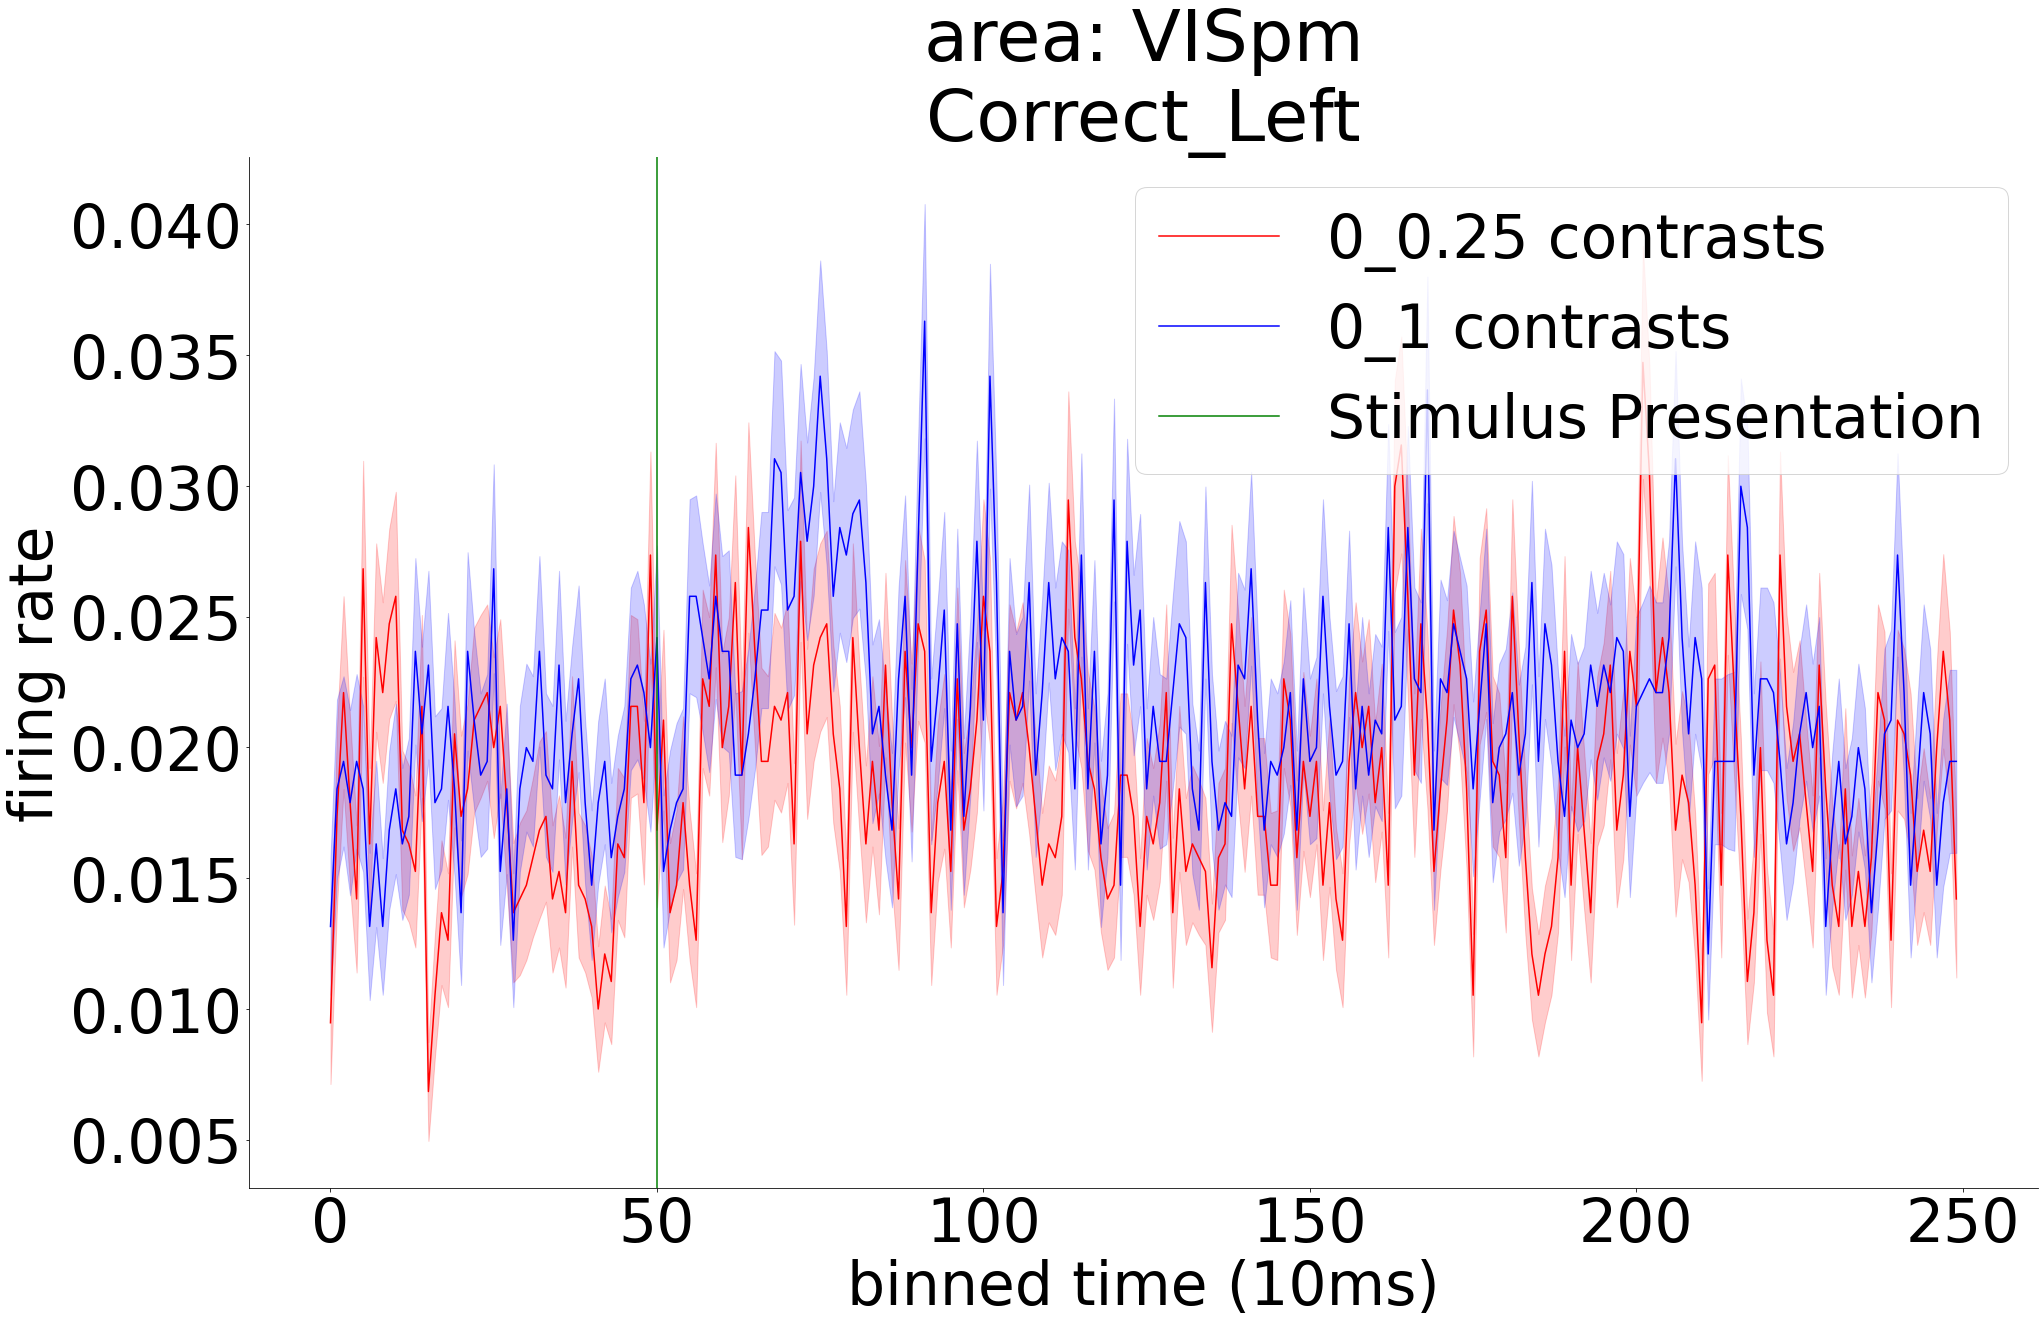 area: VISpm
Correct_Left
0_0.25 contrasts
0_1 contrasts
Stimulus Presentation
firing rate
0.040
0.035
0.030
0.025
0.020
0.015
0.010
0.005
0
50
100
150
200
250
binned time (10ms)